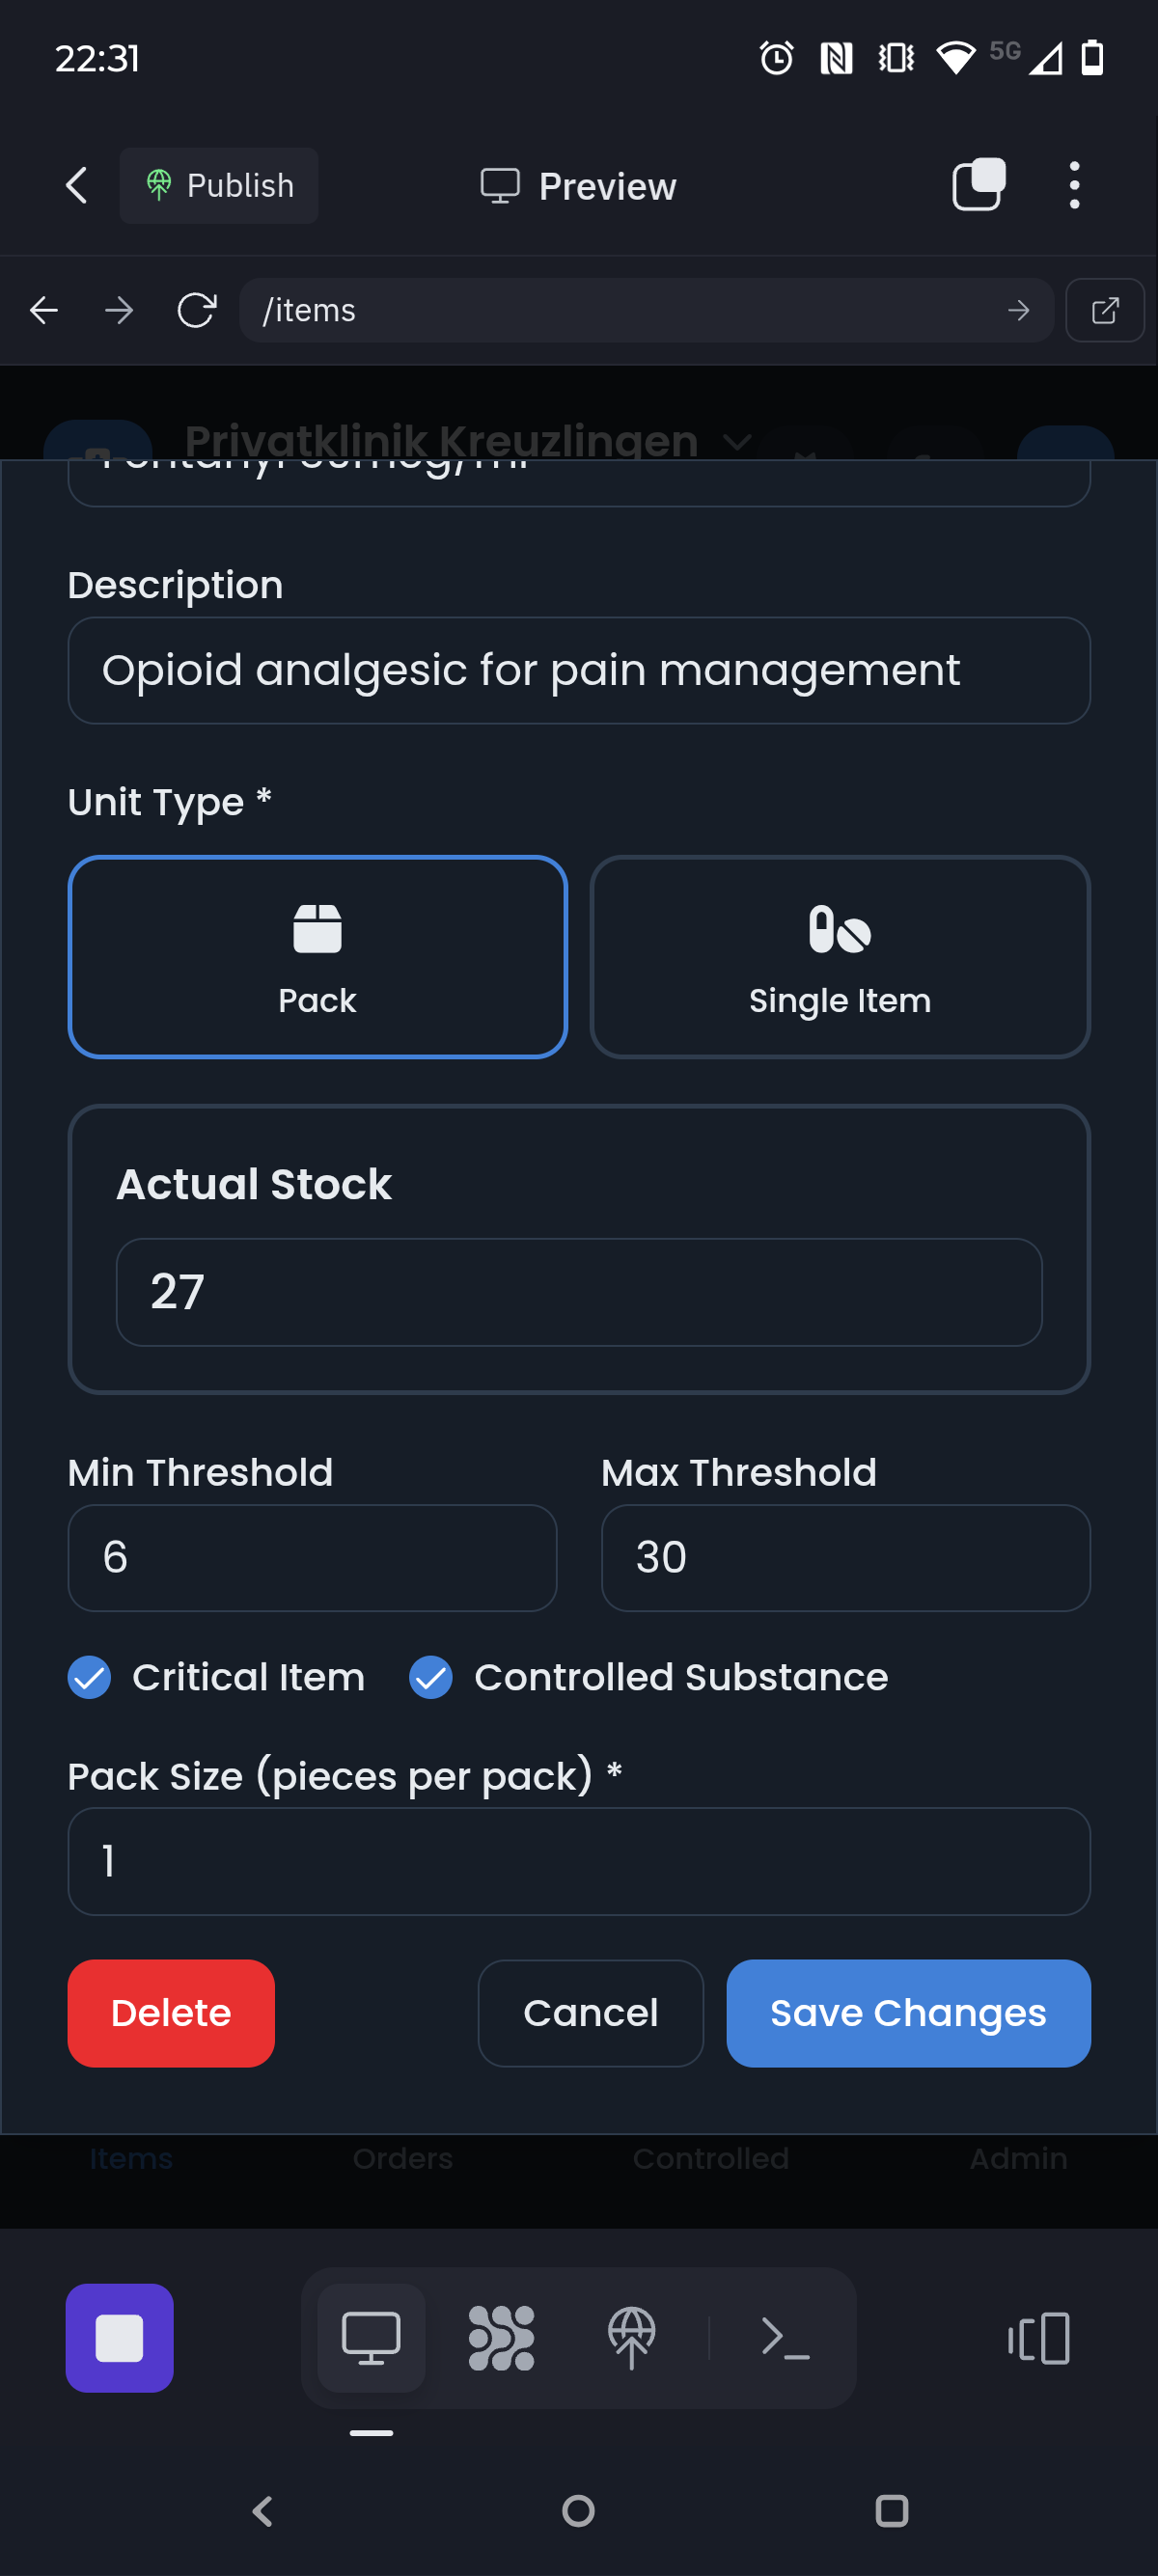 22:31
5G
Publish
Preview
/items
Privatklinik Kreuzlingen
Description
Opioid analgesic for pain management
Unit Type *
Pack
Single Item
Actual Stock
27
Min Threshold
Max Threshold
6
30
Critical Item
Controlled Substance
Pack Size (pieces per pack) *
1
Delete
Cancel
Save Changes
Items
Orders
Controlled
Admin